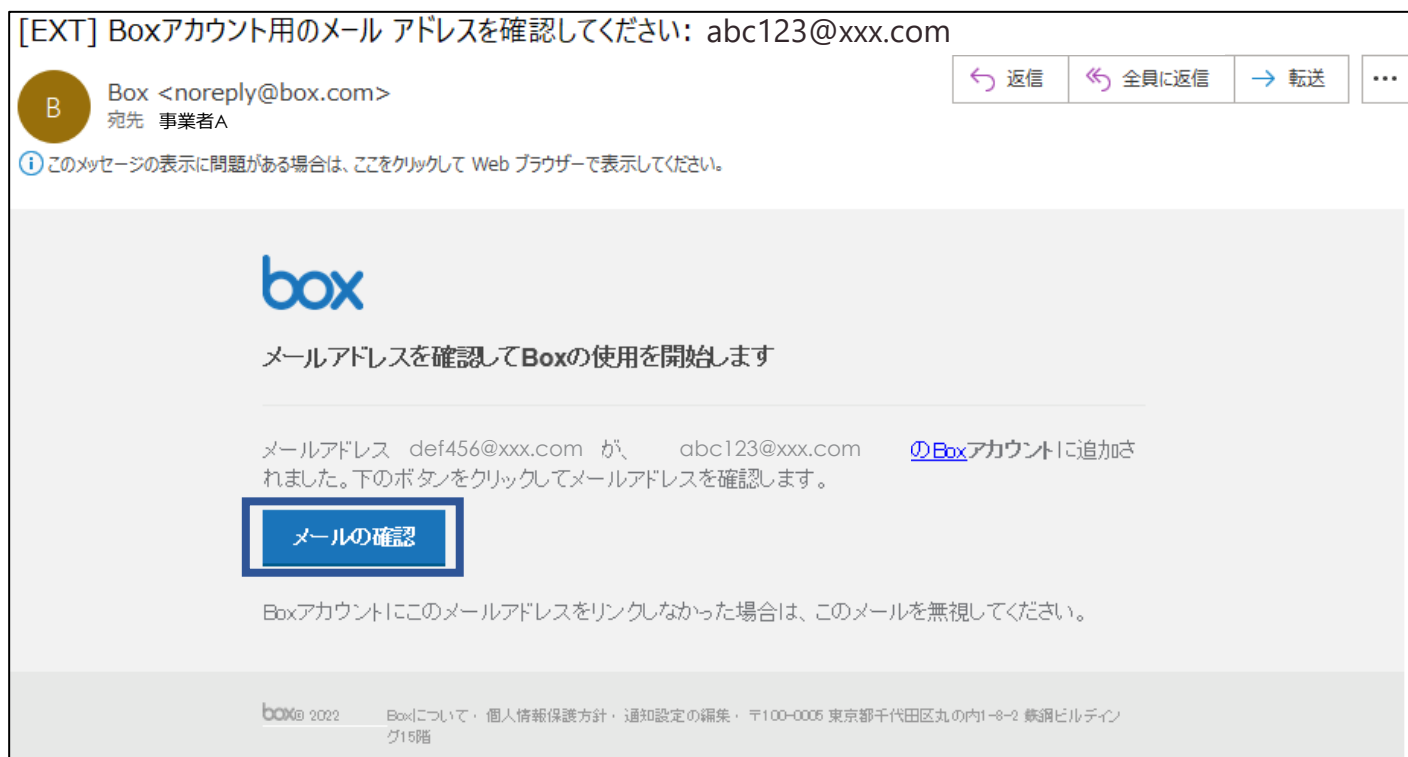 [EXT] Boxアカウント用のメール アドレスを確認してください: abc123@xxx.com
返信
全員に返信
転送
B
Box <noreply@box.com>
宛先 事業者A
このメッセージの表示に問題がある場合は、ここをクリックして Web ブラウザーで表示してください。
box
メールアドレスを確認してBoxの使用を開始します
メールアドレス def456@xxx.com が、 abc123@xxx.com のBoxアカウントに追加さ
れました。下のボタンをクリックしてメールアドレスを確認します。
メールの確認
Boxアカウントにこのメールアドレスをリンクしなかった場合は、このメールを無視してください。
box© 2022 Boxについて・ 個人情報保護方針・ 通知設定の編集・ 〒100-0005 東京都千代田区丸の内1-8-2 鉃鋼ビルディン
グ15階